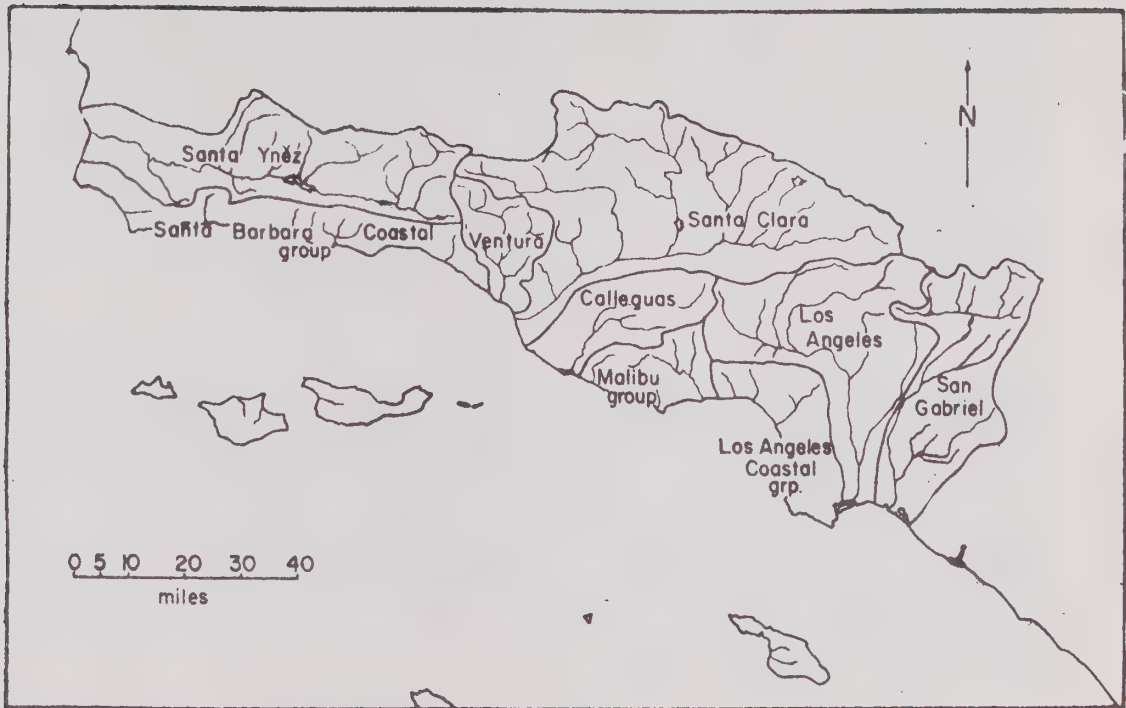 N
Santa Yněz
Santa Barbara Coastal
group
Ventura
Santa Clara
Calleguas
Los
Angeles
Malibu
group
San
Gabriel
Los Angeles
Coastal
grp.
0 5 10 20 30 40
miles